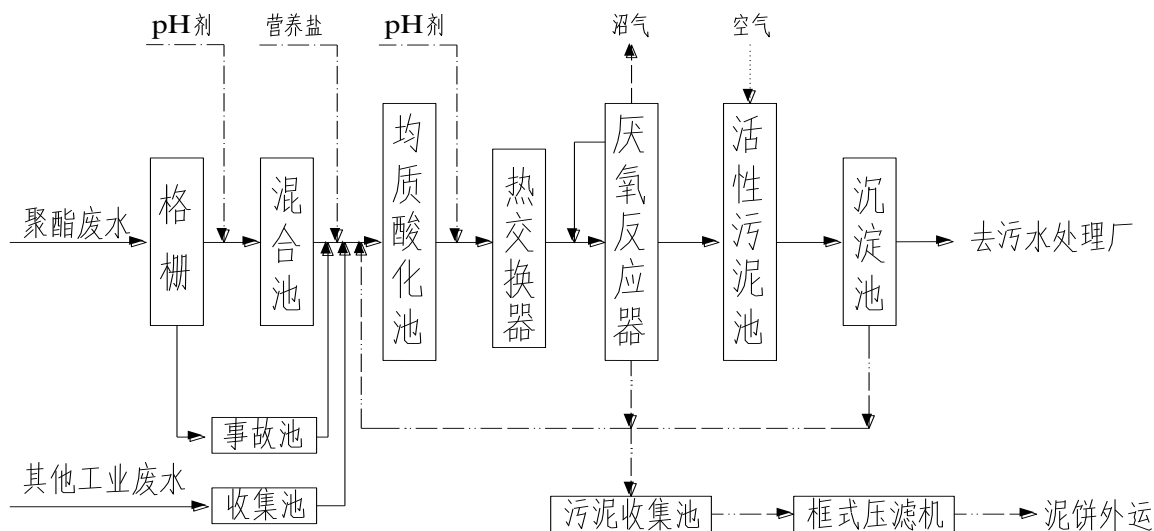 pH剂
营养盐
pH剂
沼气
空气
聚酯废水
格栅
混合池
均质酸化池
热交换器
厌氧反应器
活性污泥池
沉淀池
去污水处理厂
事故池
其他工业废水
收集池
污泥收集池
框式压滤机
泥饼外运